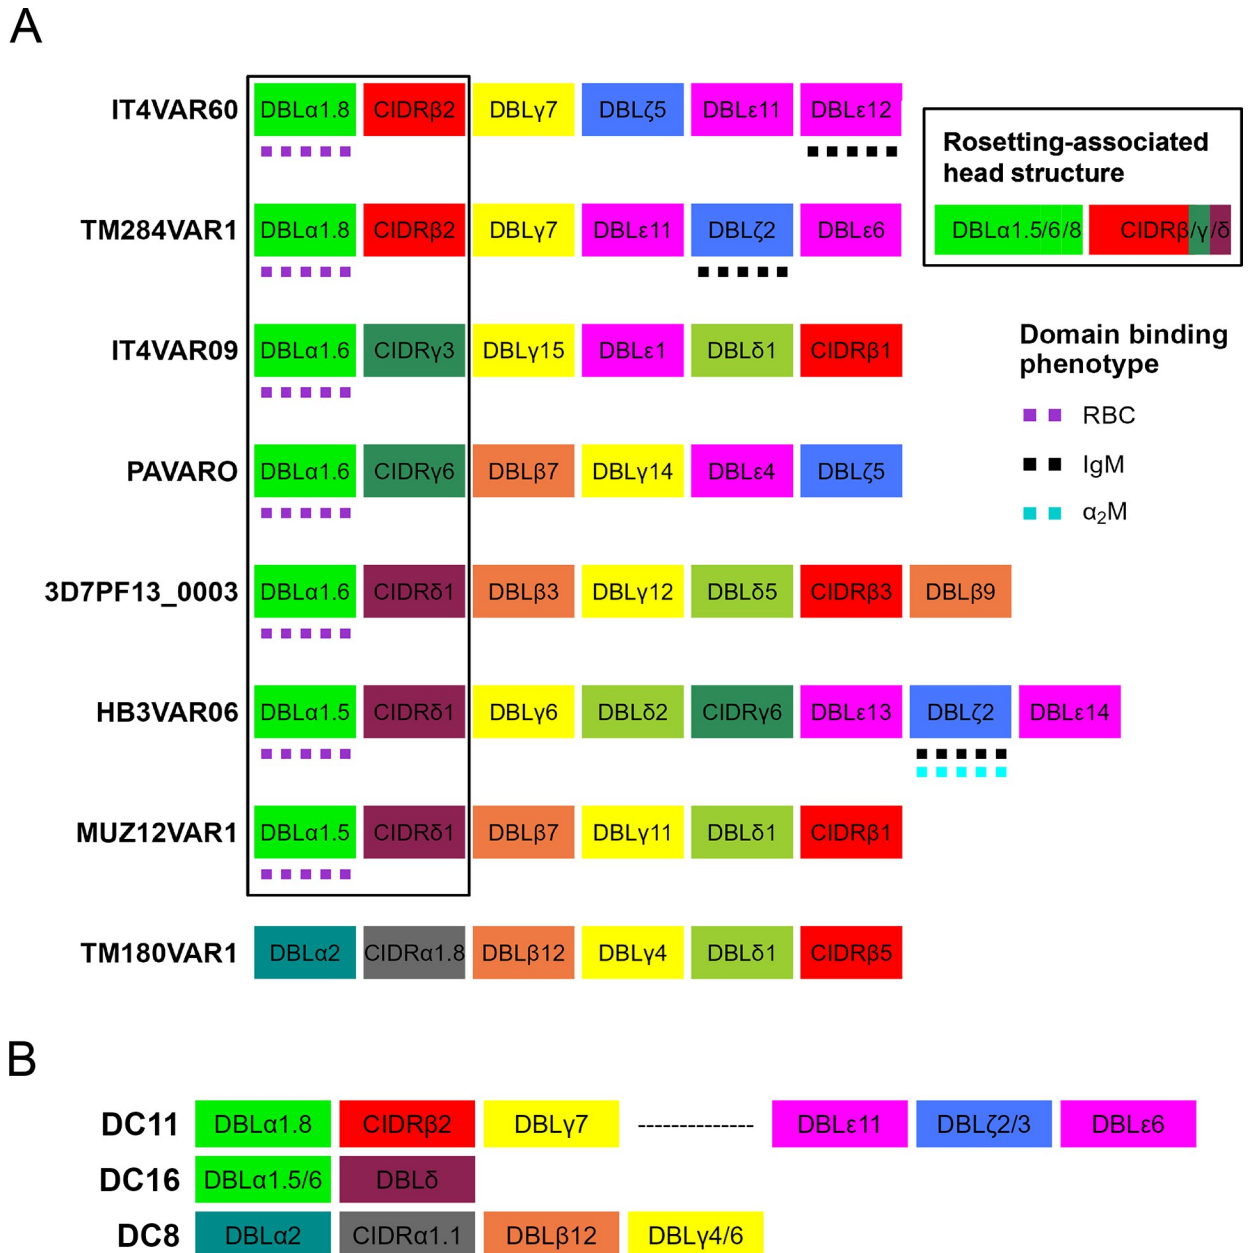 A
IT4VAR60 DBLα1.8 CIDRβ2 DBLγ7 DBLζ5 DBLε11 DBLε12
TM284VAR1 DBLα1.8 CIDRβ2 DBLγ7 DBLε11 DBLζ2 DBLε6
IT4VAR09 DBLα1.6 CIDRγ3 DBLγ15 DBLε1 DBLδ1 CIDRβ1
PAVARO DBLα1.6 CIDRγ6 DBLβ7 DBLγ14 DBLε4 DBLζ5
3D7PF13_0003 DBLα1.6 CIDRδ1 DBLβ3 DBLγ12 DBLδ5 CIDRβ3 DBLβ9
HB3VAR06 DBLα1.5 CIDRδ1 DBLγ6 DBLδ2 CIDRγ6 DBLε13 DBLζ2 DBLε14
MUZ12VAR1 DBLα1.5 CIDRδ1 DBLβ7 DBLγ11 DBLδ1 CIDRβ1
TM180VAR1 DBLα2 CIDRα1.8 DBLβ12 DBLγ4 DBLδ1 CIDRβ5
Rosetting-associated
head structure
DBLα1.5/6/8 CIDRβ/γ/δ
Domain binding
phenotype
RBC
IgM
α₂M
B
DC11 DBLα1.8 CIDRβ2 DBLγ7 -------------- DBLε11 DBLζ2/3 DBLε6
DC16 DBLα1.5/6 DBLδ
DC8 DBLα2 CIDRα1.1 DBLβ12 DBLγ4/6